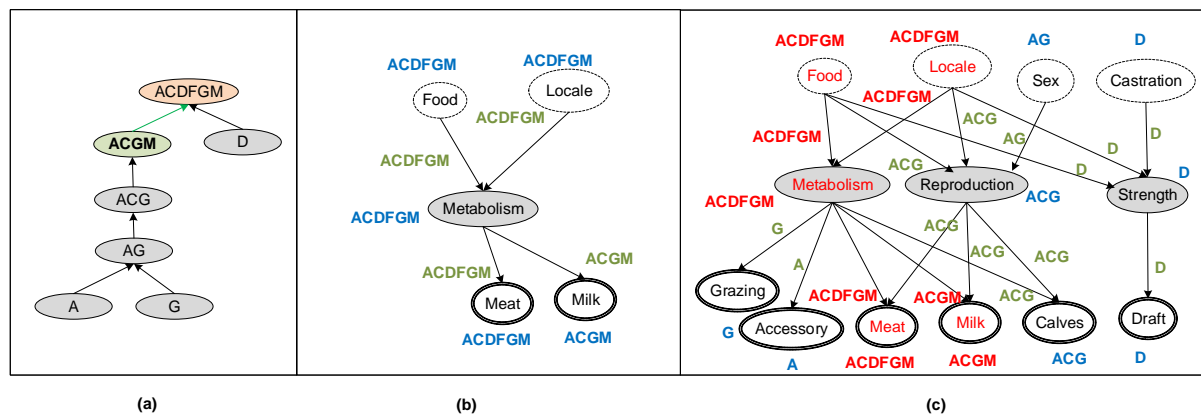 ACDFGM
ACGM
D
ACG
AG
A
G
(a)
ACDFGM
ACDFGM
Food
Locale
ACDFGM
ACDFGM
ACDFGM
Metabolism
ACDFGM
ACGM
Meat
Milk
ACDFGM
ACGM
(b)
ACDFGM
ACDFGM
AG
D
Food
Locale
Sex
Castration
ACDFGM
ACDFGM
ACG
AG
D
D
ACG
D
D
Metabolism
Reproduction
Strength
ACDFGM
ACG
G
ACG
ACG
ACG
A
D
ACDFGM
ACGM
ACG
Grazing
Accessory
Meat
Milk
Calves
Draft
G
A
ACDFGM
ACGM
ACG
D
(c)